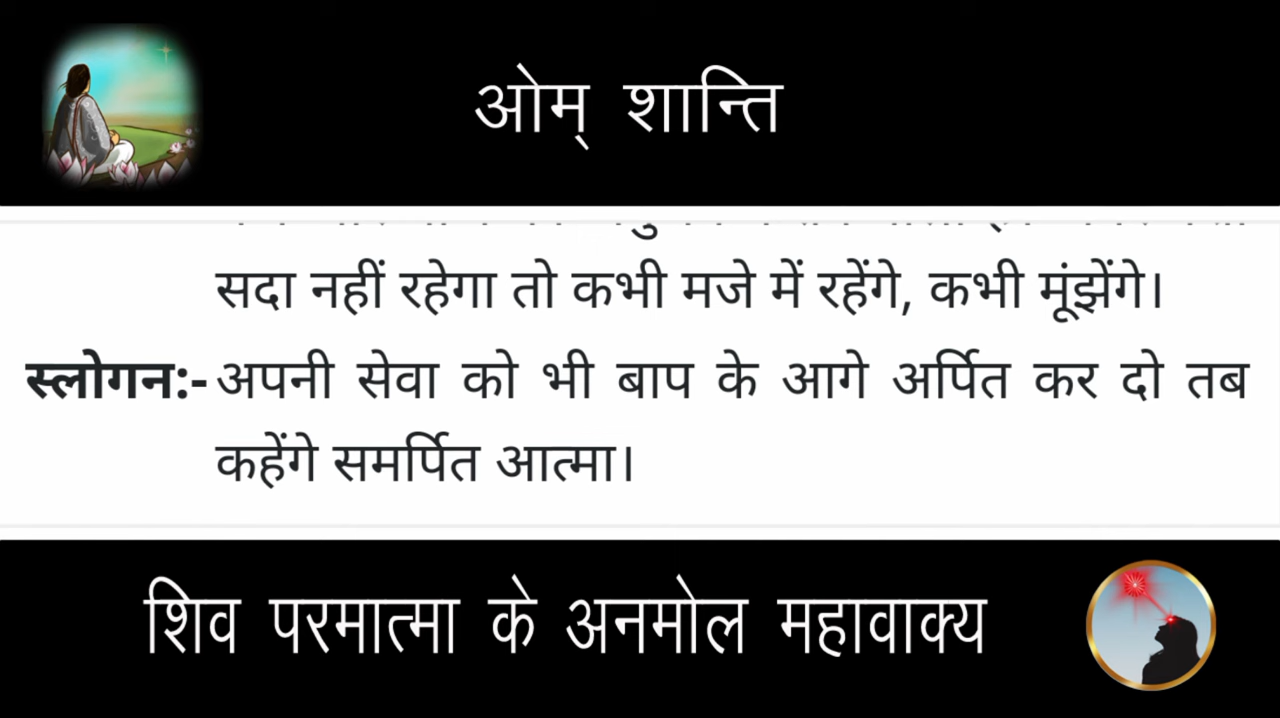 ओम् शान्ति
सदा नहीं रहेगा तो कभी मजे में रहेंगे, कभी मूंझेंगे।
स्लोगन:- अपनी सेवा को भी बाप के आगे अर्पित कर दो तब
कहेंगे समर्पित आत्मा।
शिव परमात्मा के अनमोल महावाक्य